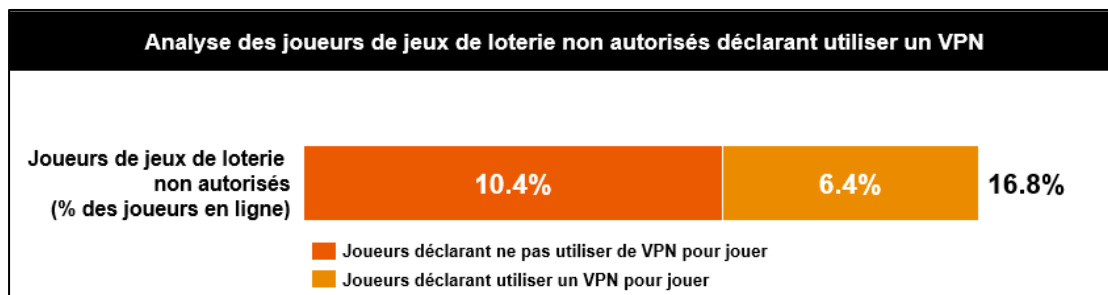 Analyse des joueurs de jeux de loterie non autorisés déclarant utiliser un VPN
Joueurs de jeux de loterie
non autorisés
(% des joueurs en ligne)
10.4%
6.4%
16.8%
Joueurs déclarant ne pas utiliser de VPN pour jouer
Joueurs déclarant utiliser un VPN pour jouer